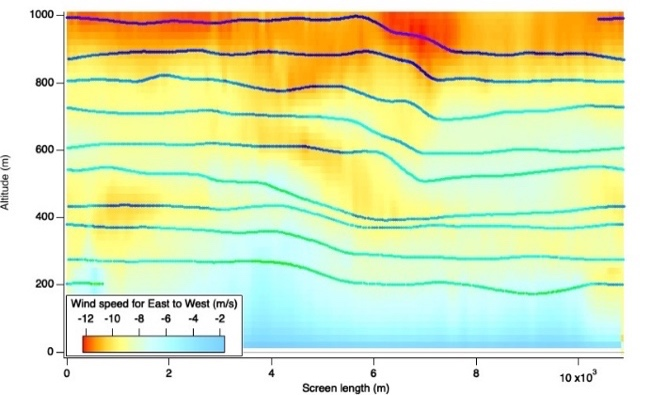 1000
800
600
400
200
0
Altitude (m)
Wind speed for East to West (m/s)
-12 -10 -8 -6 -4 -2
0 2 4 6 8 10 x10³
Screen length (m)